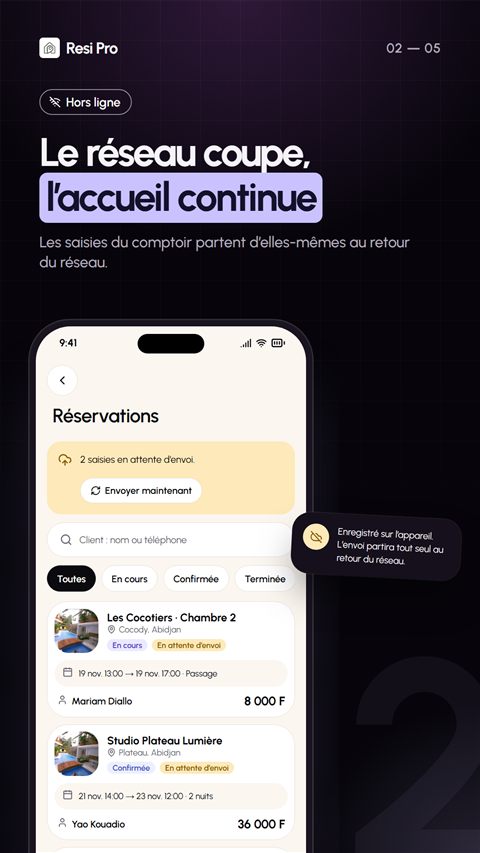 Resi Pro
02 — 05
Hors ligne
Le réseau coupe,
l'accueil continue
Les saisies du comptoir partent d'elles-mêmes au retour
du réseau.
9:41
Réservations
2 saisies en attente d'envoi.
Envoyer maintenant
Client : nom ou téléphone
Enregistré sur l'appareil.
L'envoi partira tout seul au
retour du réseau.
Toutes
En cours
Confirmée
Terminée
Les Cocotiers · Chambre 2
Cocody, Abidjan
En cours
En attente d'envoi
19 nov. 13:00 → 19 nov. 17:00 · Passage
Mariam Diallo
8 000 F
Studio Plateau Lumière
Plateau, Abidjan
Confirmée
En attente d'envoi
21 nov. 14:00 → 23 nov. 12:00 · 2 nuits
Yao Kouadio
36 000 F
2